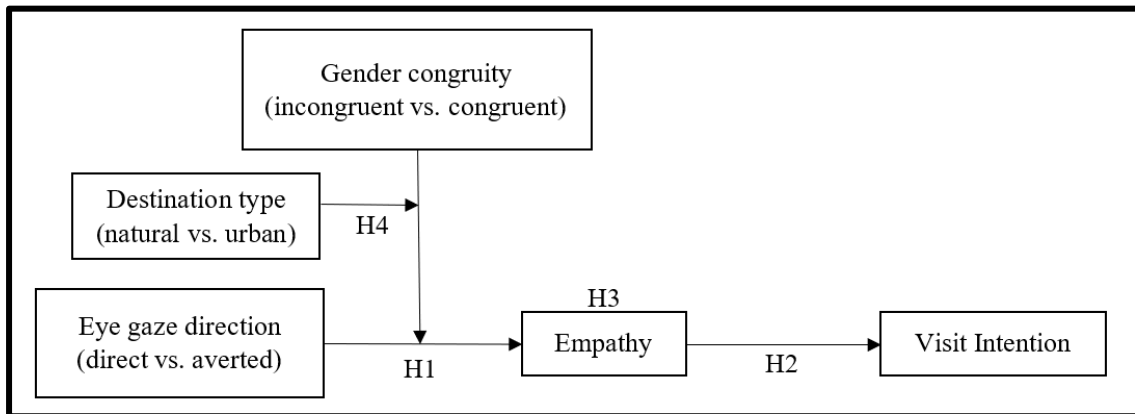 Gender congruity
(incongruent vs. congruent)
Destination type
(natural vs. urban)
H4
Eye gaze direction
(direct vs. averted)
H1
H3
Empathy
H2
Visit Intention